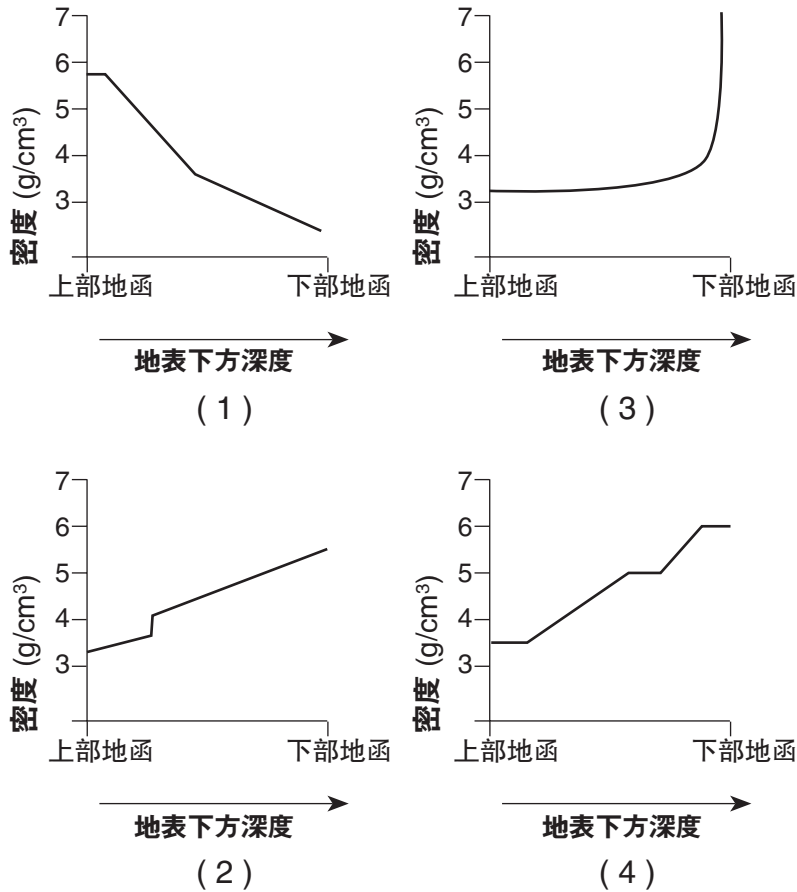 7
6
5
4
3
密度 (g/cm³)
上部地函 下部地函
地表下方深度
( 1 )
7
6
5
4
3
密度 (g/cm³)
上部地函 下部地函
地表下方深度
( 3 )
7
6
5
4
3
密度 (g/cm³)
上部地函 下部地函
地表下方深度
( 2 )
7
6
5
4
3
密度 (g/cm³)
上部地函 下部地函
地表下方深度
( 4 )